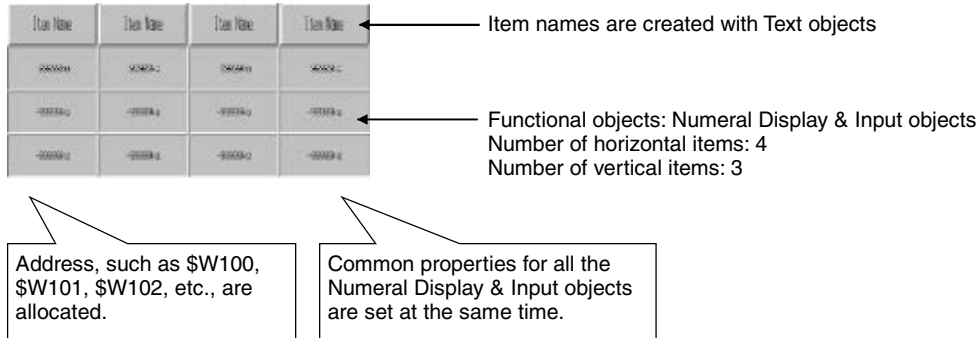 Item Name Item Name Item Name Item Name
Item names are created with Text objects
Functional objects: Numeral Display & Input objects
Number of horizontal items: 4
Number of vertical items: 3
Address, such as $W100,
$W101, $W102, etc., are
allocated.
Common properties for all the
Numeral Display & Input objects
are set at the same time.